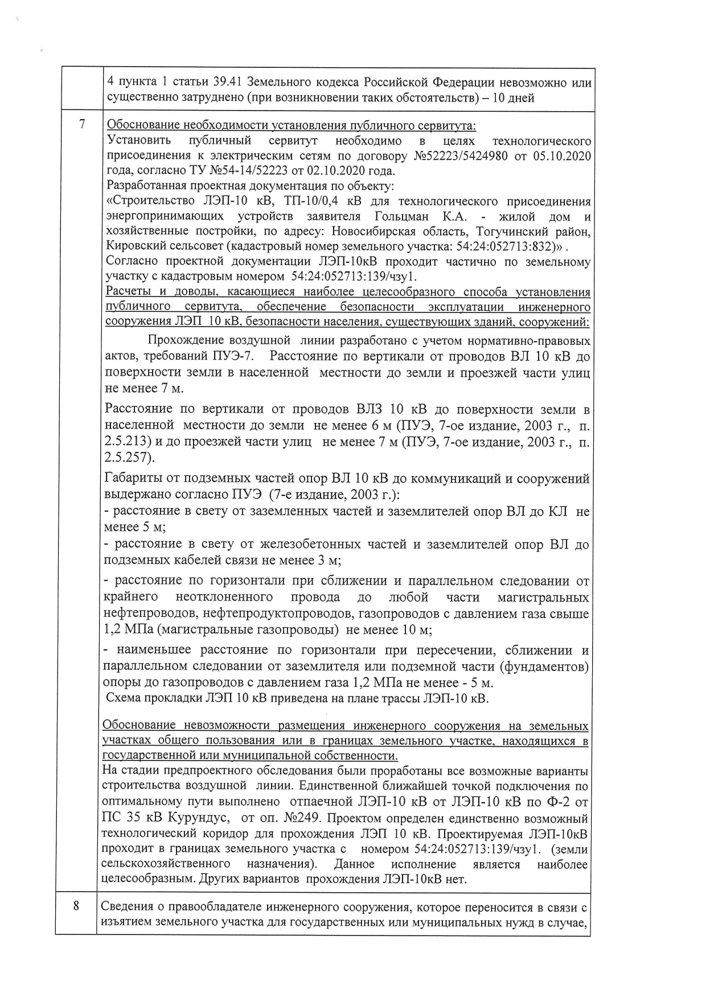 4 пункта 1 статьи 39.41 Земельного кодекса Российской Федерации невозможно или
существенно затруднено (при возникновении таких обстоятельств) – 10 дней
7
Обоснование необходимости установления публичного сервитута:
Установить публичный сервитут необходимо в целях технологического
присоединения к электрическим сетям по договору №52223/5424980 от 05.10.2020
года, согласно ТУ №54-14/52223 от 02.10.2020 года.
Разработанная проектная документация по объекту:
«Строительство ЛЭП-10 кВ, ТП-10/0,4 кВ для технологического присоединения
энергопринимающих устройств заявителя Гольцман К.А. - жилой дом и
хозяйственные постройки, по адресу: Новосибирская область, Тогучинский район,
Кировский сельсовет (кадастровый номер земельного участка: 54:24:052713:832)» .
Согласно проектной документации ЛЭП-10кВ проходит частично по земельному
участку с кадастровым номером 54:24:052713:139/чзу1.
Расчеты и доводы, касающиеся наиболее целесообразного способа установления
публичного сервитута, обеспечение безопасности эксплуатации инженерного
сооружения ЛЭП 10 кВ, безопасности населения, существующих зданий, сооружений:
Прохождение воздушной линии разработано с учетом нормативно-правовых
актов, требований ПУЭ-7. Расстояние по вертикали от проводов ВЛ 10 кВ до
поверхности земли в населенной местности до земли и проезжей части улиц
не менее 7 м.
Расстояние по вертикали от проводов ВЛЗ 10 кВ до поверхности земли в
населенной местности до земли не менее 6 м (ПУЭ, 7-ое издание, 2003 г., п.
2.5.213) и до проезжей части улиц не менее 7 м (ПУЭ, 7-ое издание, 2003 г., п.
2.5.257).
Габариты от подземных частей опор ВЛ 10 кВ до коммуникаций и сооружений
выдержано согласно ПУЭ (7-е издание, 2003 г.):
- расстояние в свету от заземленных частей и заземлителей опор ВЛ до КЛ не
менее 5 м;
- расстояние в свету от железобетонных частей и заземлителей опор ВЛ до
подземных кабелей связи не менее 3 м;
- расстояние по горизонтали при сближении и параллельном следовании от
крайнего неотклоненного провода до любой части магистральных
нефтепроводов, нефтепродуктопроводов, газопроводов с давлением газа свыше
1,2 МПа (магистральные газопроводы) не менее 10 м;
- наименьшее расстояние по горизонтали при пересечении, сближении и
параллельном следовании от заземлителя или подземной части (фундаментов)
опоры до газопроводов с давлением газа 1,2 МПа не менее - 5 м.
Схема прокладки ЛЭП 10 кВ приведена на плане трассы ЛЭП-10 кВ.
Обоснование невозможности размещения инженерного сооружения на земельных
участках общего пользования или в границах земельного участке, находящихся в
государственной или муниципальной собственности.
На стадии предпроектного обследования были проработаны все возможные варианты
строительства воздушной линии. Единственной ближайшей точкой подключения по
оптимальному пути выполнено отпаечной ЛЭП-10 кВ от ЛЭП-10 кВ по Ф-2 от
ПС 35 кВ Курундус, от оп. №249. Проектом определен единственно возможный
технологический коридор для прохождения ЛЭП 10 кВ. Проектируемая ЛЭП-10кВ
проходит в границах земельного участка с номером 54:24:052713:139/чзу1. (земли
сельскохозяйственного назначения). Данное исполнение является наиболее
целесообразным. Других вариантов прохождения ЛЭП-10кВ нет.
8
Сведения о правообладателе инженерного сооружения, которое переносится в связи с
изъятием земельного участка для государственных или муниципальных нужд в случае,